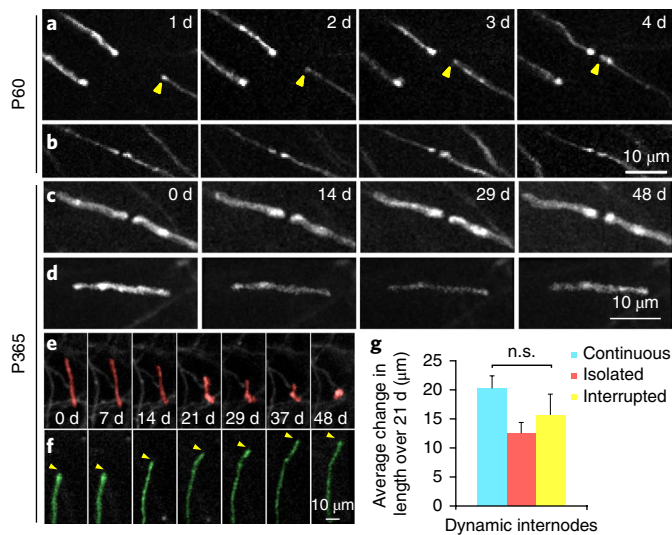 P60
a
1 d
2 d
3 d
4 d
b
10 μm
P365
c
0 d
14 d
29 d
48 d
d
10 μm
e
0 d
7 d
14 d
21 d
29 d
37 d
48 d
f
10 μm
g
n.s.
Continuous
Isolated
Interrupted
Average change in
length over 21 d (μm)
25
20
15
10
5
0
Dynamic internodes